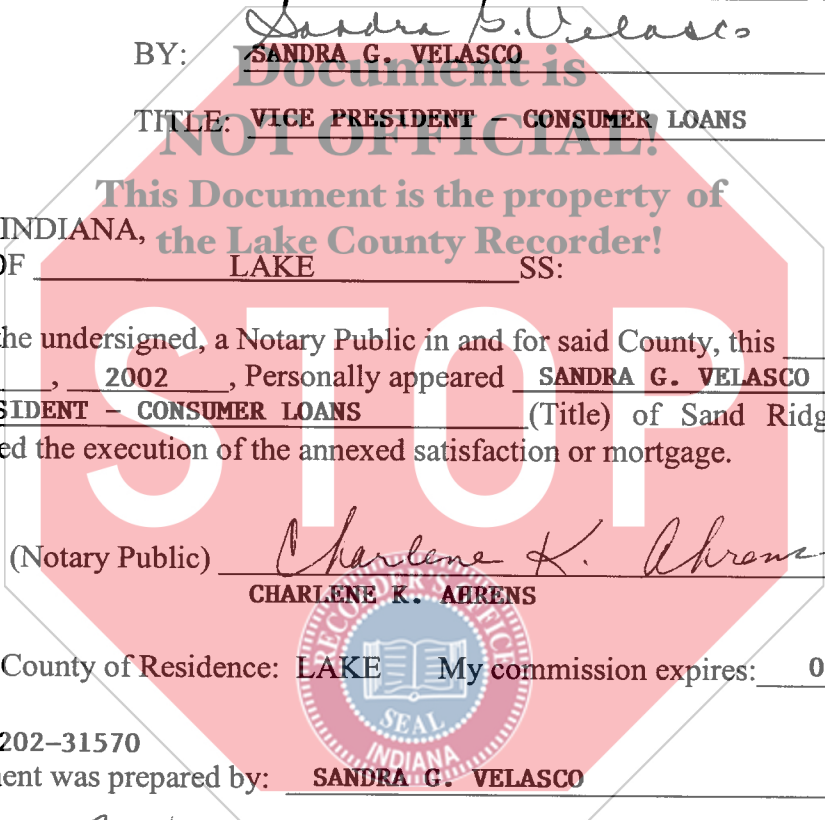 Sandra G. Velasco
BY: SANDRA G. VELASCO
Document is
TITLE: VICE PRESIDENT - CONSUMER LOANS
NOT OFFICIAL!
This Document is the property of
INDIANA,
the Lake County Recorder!
OF LAKE SS:
STOP
the undersigned, a Notary Public in and for said County, this
, 2002, Personally appeared SANDRA G. VELASCO
SIDENT - CONSUMER LOANS (Title) of Sand Ridg
ed the execution of the annexed satisfaction or mortgage.
(Notary Public) Charlene K. Ahrens
CHARLENE K. AHRENS
RECORDER'S OFFICE
County of Residence: LAKE My commission expires: 0
SEAL
INDIANA
202-31570
ent was prepared by: SANDRA G. VELASCO